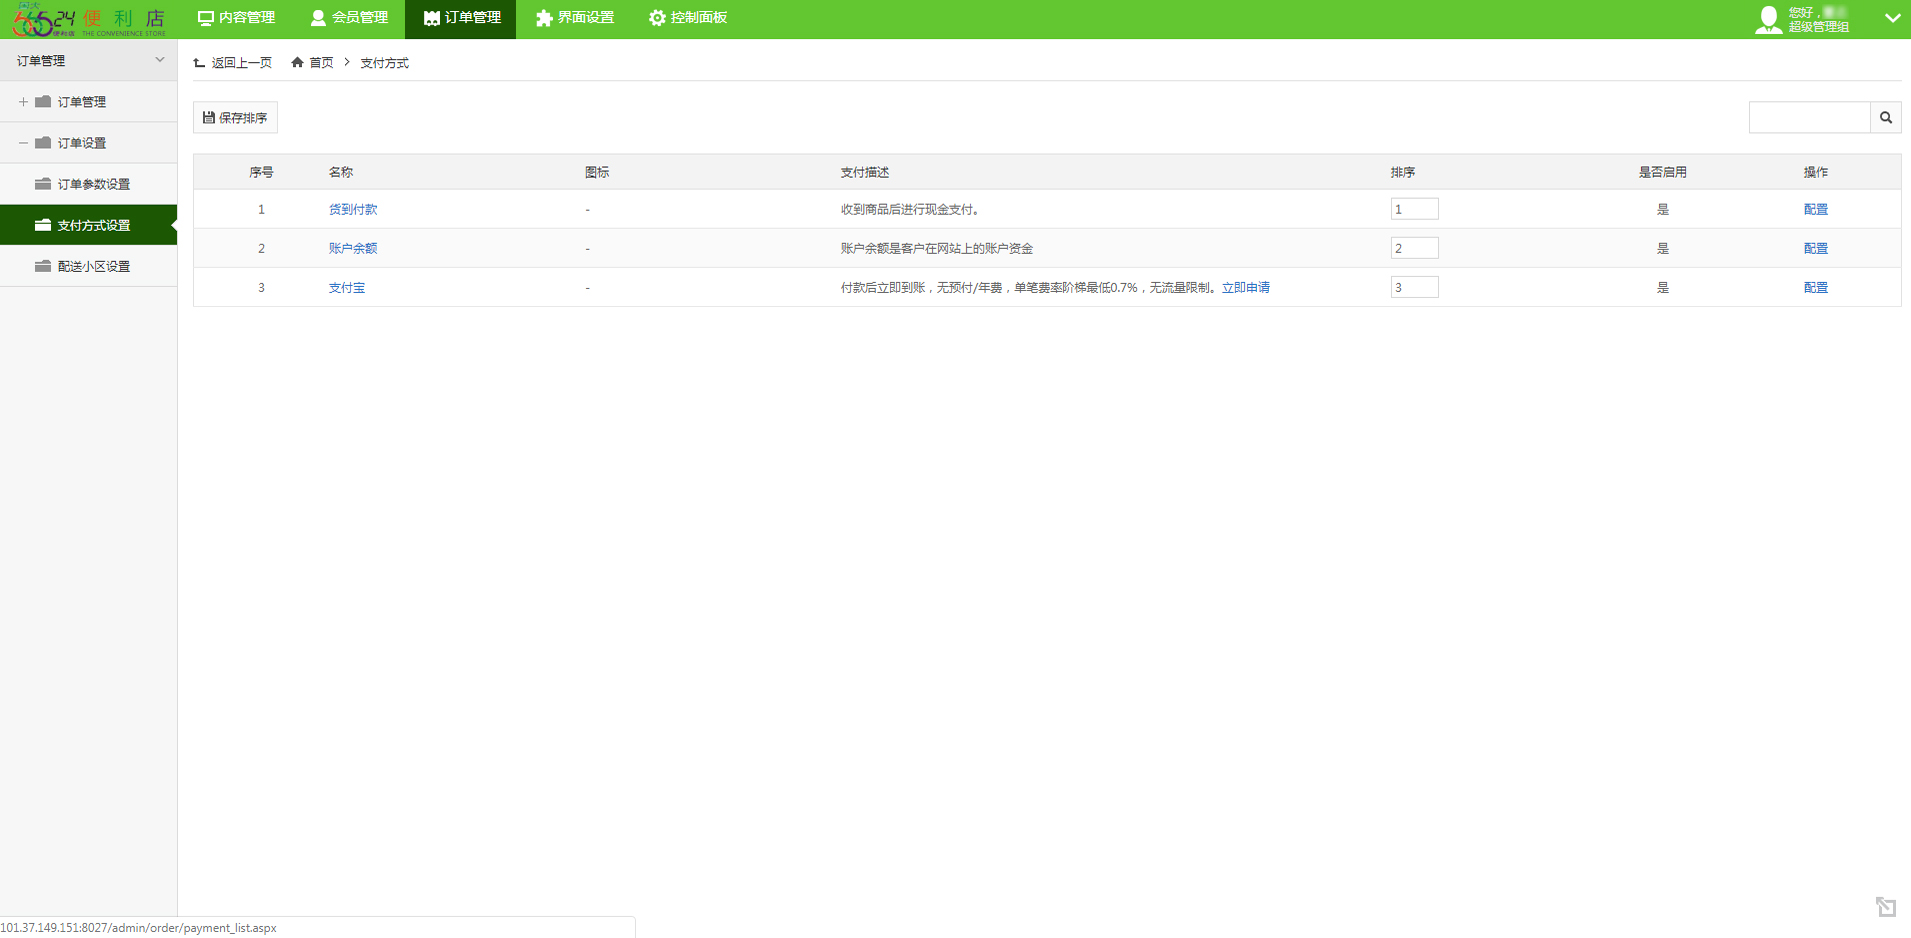 66524 便利店
便利店 THE CONVENIENCE STORE
内容管理 会员管理 订单管理 界面设置 控制面板
您好，
超级管理组
订单管理
订单管理
订单设置
订单参数设置
支付方式设置
配送小区设置
返回上一页 首页 > 支付方式
保存排序
序号 名称 图标 支付描述 排序 是否启用 操作
1 货到付款 - 收到商品后进行现金支付。 1 是 配置
2 账户余额 - 账户余额是客户在网站上的账户资金 2 是 配置
3 支付宝 - 付款后立即到账，无预付/年费，单笔费率阶梯最低0.7%，无流量限制。立即申请 3 是 配置
101.37.149.151:8027/admin/order/payment_list.aspx